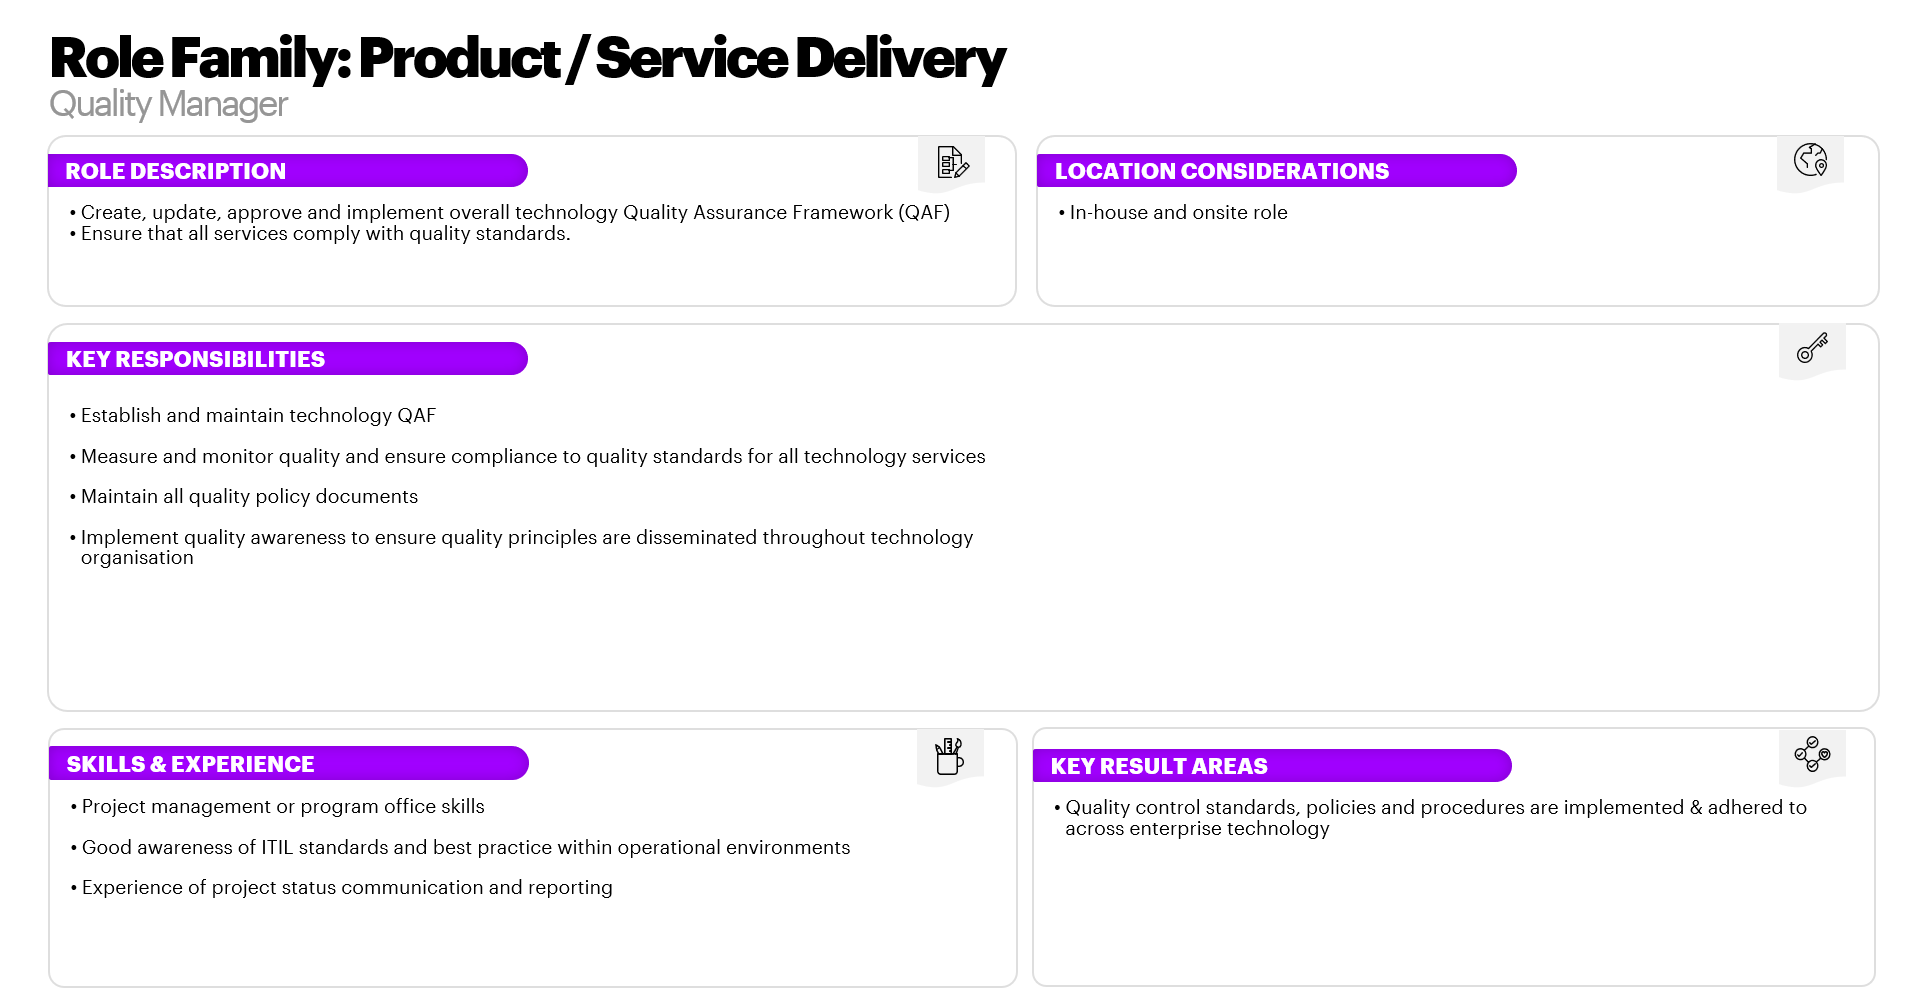 Role Family: Product / Service Delivery
Quality Manager
ROLE DESCRIPTION
• Create, update, approve and implement overall technology Quality Assurance Framework (QAF)
• Ensure that all services comply with quality standards.
LOCATION CONSIDERATIONS
• In-house and onsite role
KEY RESPONSIBILITIES
• Establish and maintain technology QAF
• Measure and monitor quality and ensure compliance to quality standards for all technology services
• Maintain all quality policy documents
• Implement quality awareness to ensure quality principles are disseminated throughout technology
organisation
SKILLS & EXPERIENCE
• Project management or program office skills
• Good awareness of ITIL standards and best practice within operational environments
• Experience of project status communication and reporting
KEY RESULT AREAS
• Quality control standards, policies and procedures are implemented & adhered to
across enterprise technology